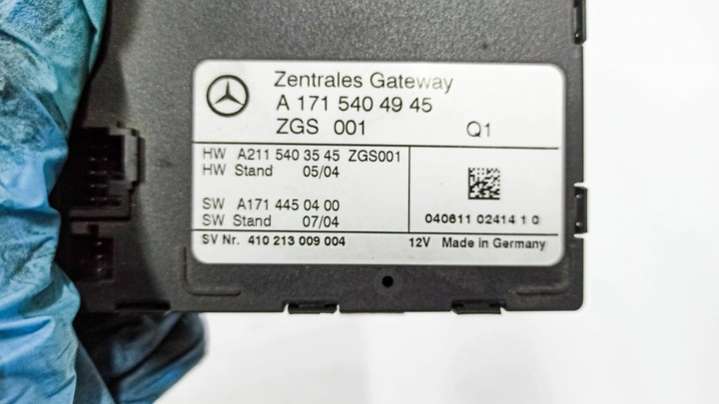 Zentrales Gateway
A 171 540 49 45
ZGS 001 Q1
HW A211 540 35 45 ZGS001
HW Stand 05/04
SW A171 445 04 00
SW Stand 07/04
040611 02414 1 0
SV Nr. 410 213 009 004
12V Made in Germany